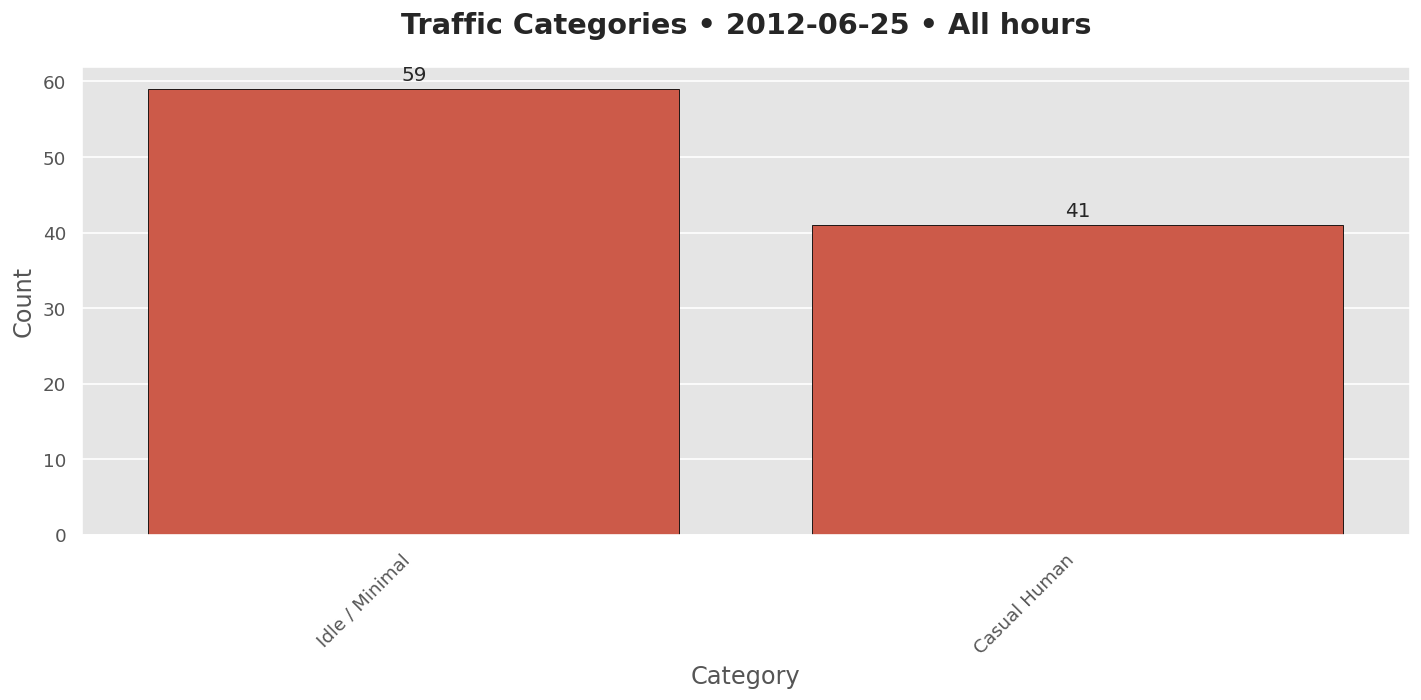 Traffic Categories • 2012-06-25 • All hours
60
50
40
30
20
10
0
Count
59
41
Idle / Minimal
Casual Human
Category